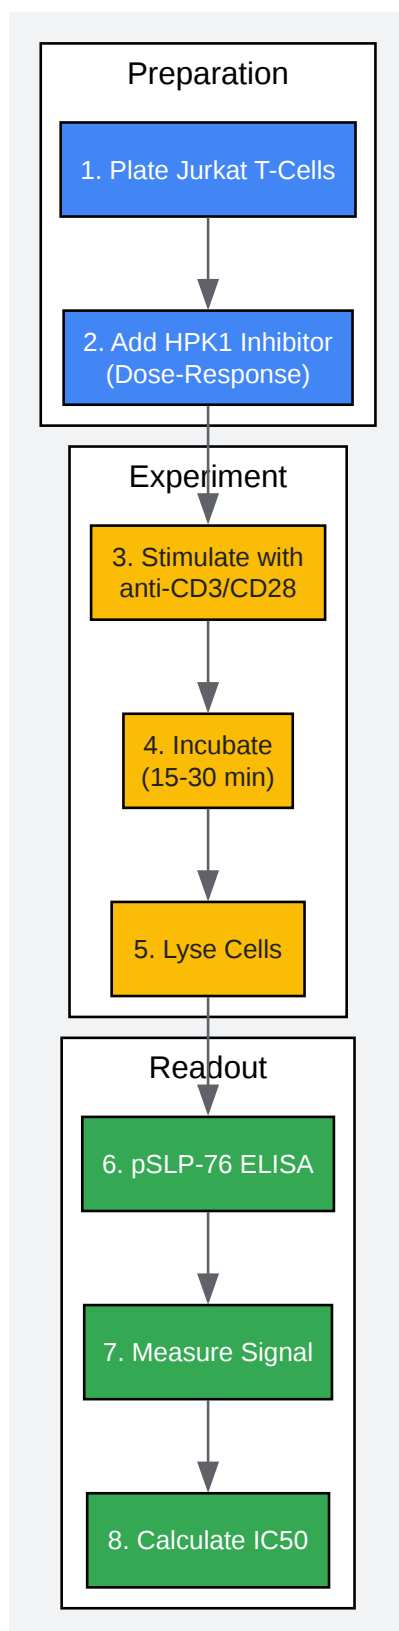 Preparation
1. Plate Jurkat T-Cells
2. Add HPK1 Inhibitor
(Dose-Response)
Experiment
3. Stimulate with
anti-CD3/CD28
4. Incubate
(15-30 min)
5. Lyse Cells
Readout
6. pSLP-76 ELISA
7. Measure Signal
8. Calculate IC50